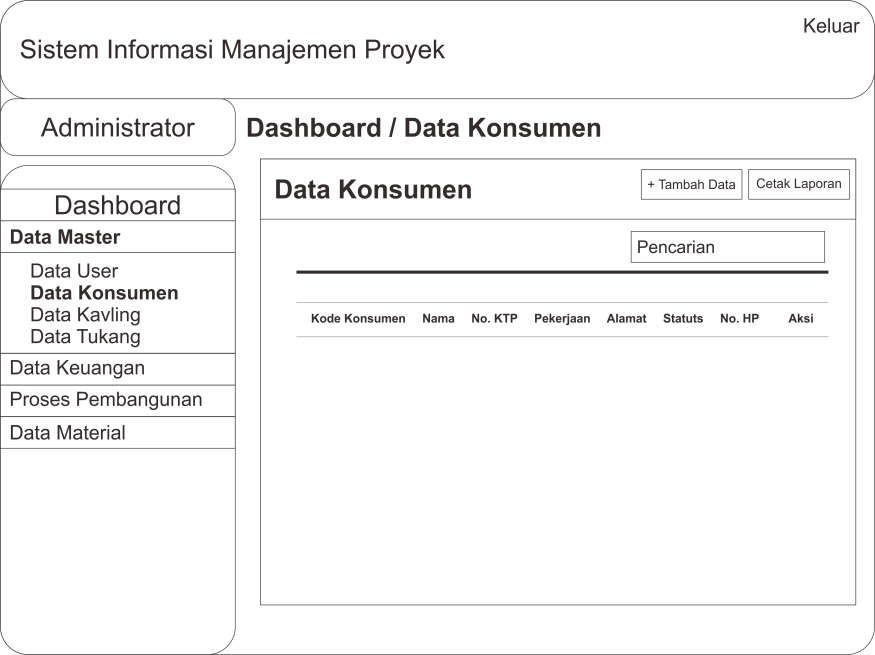 Keluar
Sistem Informasi Manajemen Proyek
Administrator
Dashboard / Data Konsumen
Dashboard
Data Master
Data User
Data Konsumen
Data Kavling
Data Tukang
Data Keuangan
Proses Pembangunan
Data Material
Data Konsumen
+ Tambah Data
Cetak Laporan
Pencarian
Kode Konsumen Nama No. KTP Pekerjaan Alamat Statuts No. HP Aksi